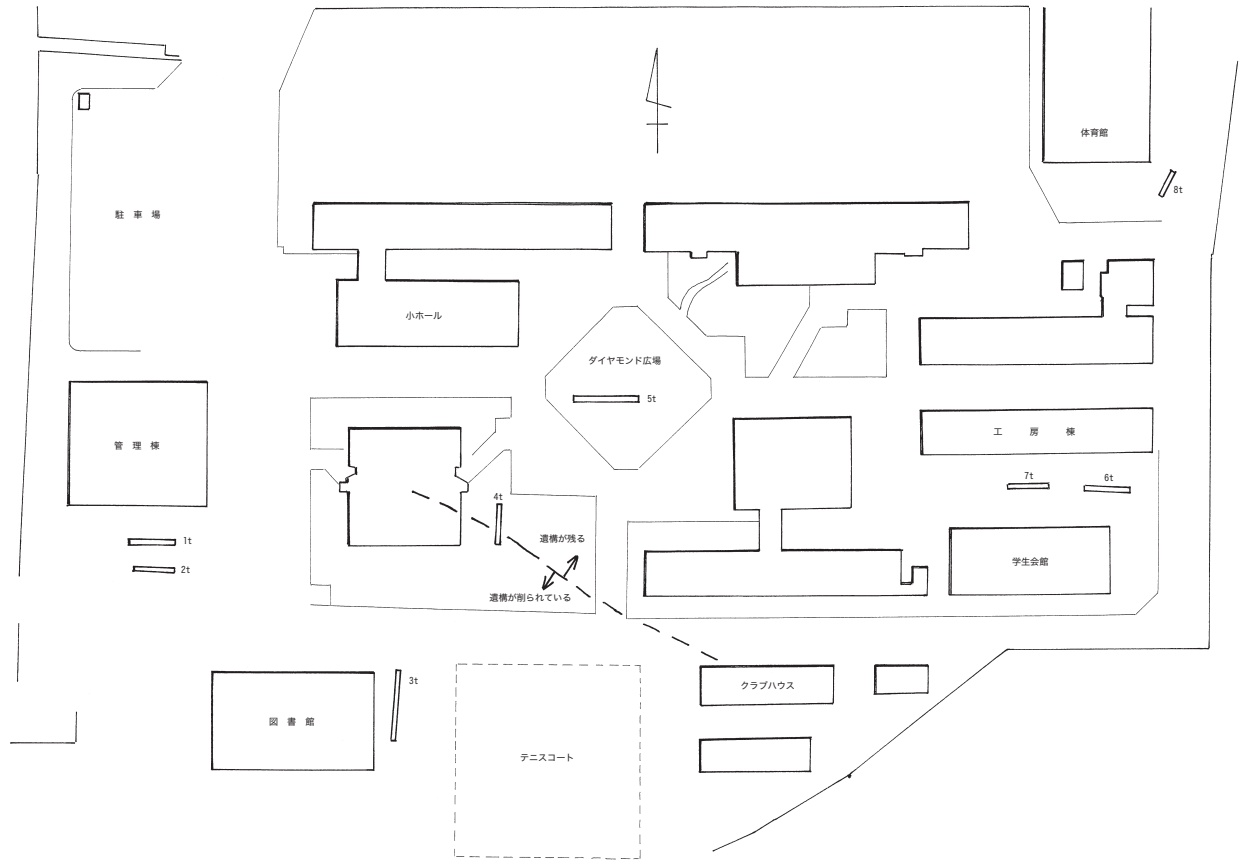 体育館
8t
駐 車 場
小ホール
ダイヤモンド広場
5t
管 理 棟
工 房 棟
7t
6t
4t
1t
遺構が残る
学生会館
2t
遺構が削られている
3t
クラブハウス
図 書 館
テニスコート